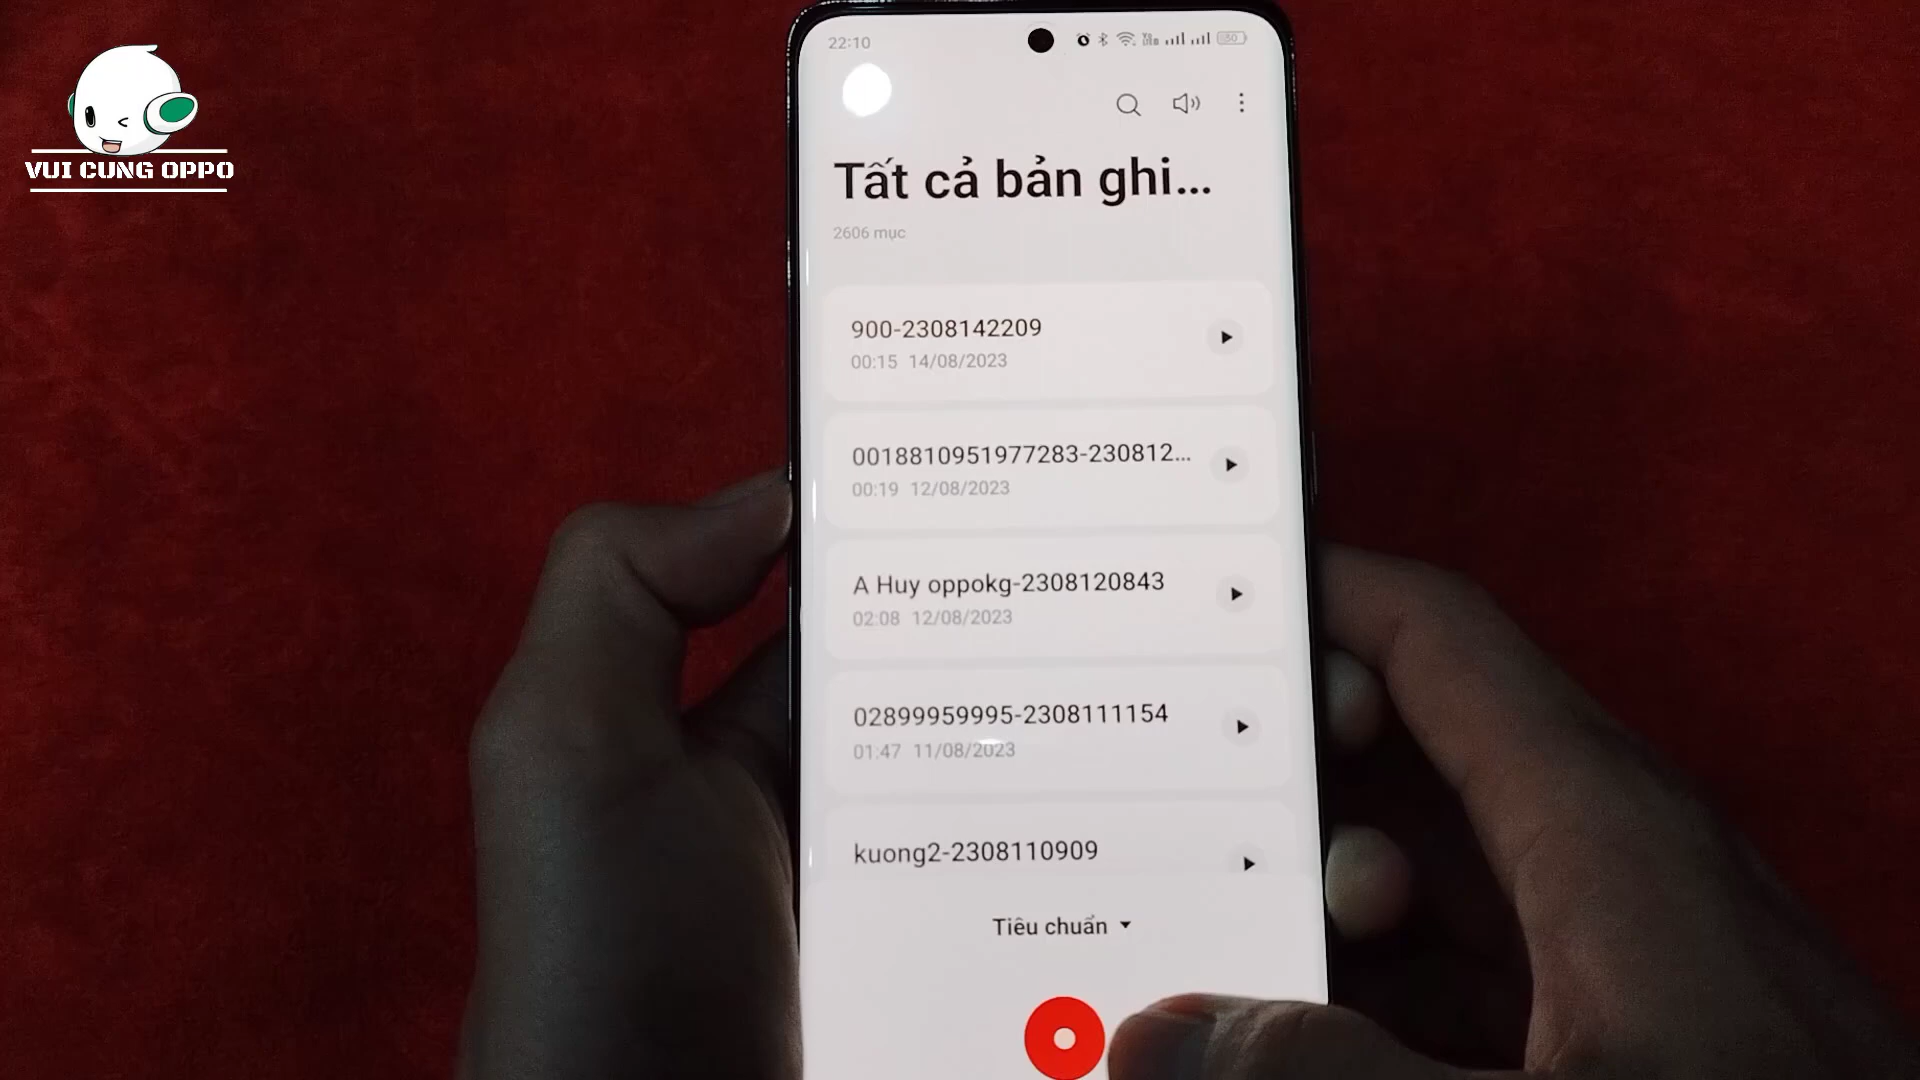 VUI CUNG OPPO
22:10
50
Tất cả bản ghi...
2606 mục
900-2308142209
00:15 14/08/2023
0018810951977283-230812...
00:19 12/08/2023
A Huy oppokg-2308120843
02:08 12/08/2023
02899959995-2308111154
01:47 11/08/2023
kuong2-2308110909
Tiêu chuẩn